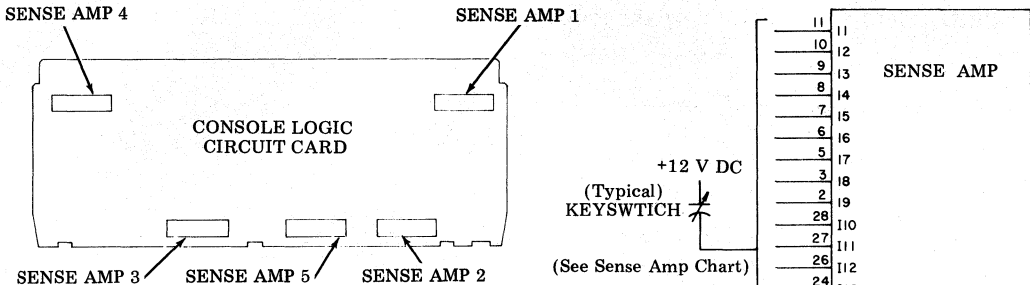 SENSE AMP 4
SENSE AMP 1
CONSOLE LOGIC
CIRCUIT CARD
SENSE AMP 3
SENSE AMP 5
SENSE AMP 2
+12 V DC
(Typical)
KEYSWTICH
(See Sense Amp Chart)
SENSE AMP
11 I1
10 I2
9 I3
8 I4
7 I5
6 I6
5 I7
3 I8
2 I9
28 I10
27 I11
26 I12
24